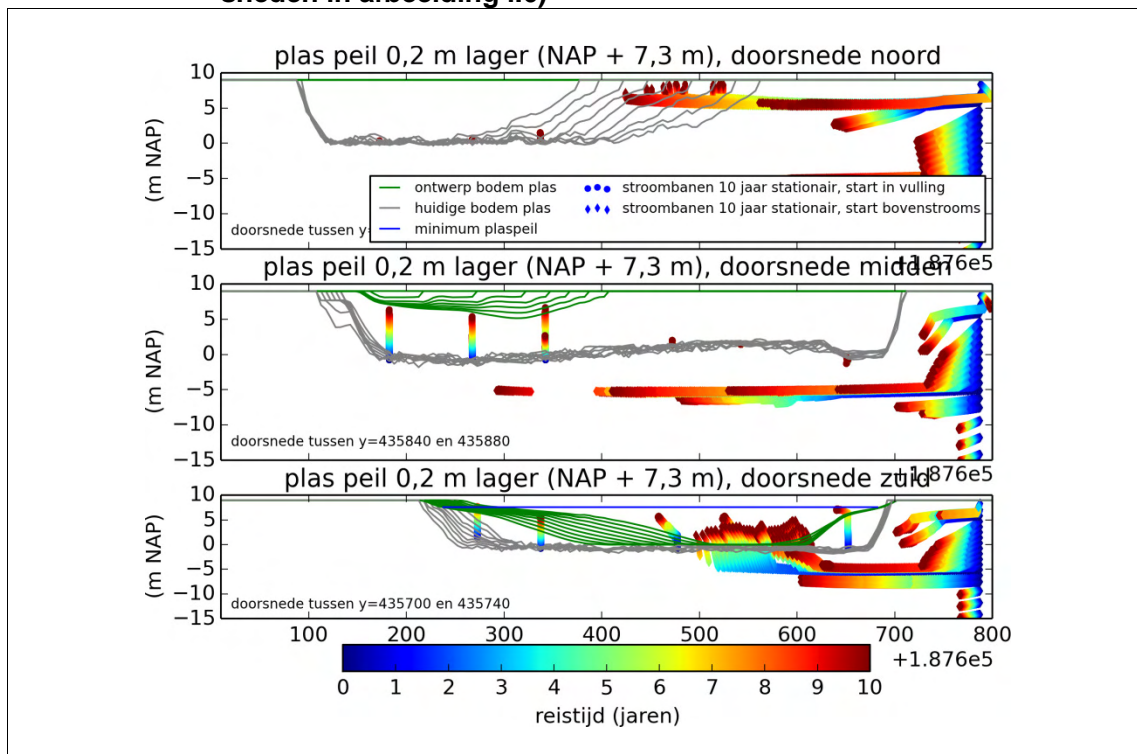 sneden in afbeelding I.6)
plas peil 0,2 m lager (NAP + 7,3 m), doorsnede noord
10
5
0
−5
−10
−15
(m NAP)
ontwerp bodem plas
huidige bodem plas
minimum plaspeil
stroombanen 10 jaar stationair, start in vulling
stroombanen 10 jaar stationair, start bovenstrooms
doorsnede tussen y=
+1.876e5
plas peil 0,2 m lager (NAP + 7,3 m), doorsnede midden
10
5
0
−5
−10
−15
(m NAP)
doorsnede tussen y=435840 en 435880
+1.876e5
plas peil 0,2 m lager (NAP + 7,3 m), doorsnede zuid
10
5
0
−5
−10
−15
(m NAP)
doorsnede tussen y=435700 en 435740
100 200 300 400 500 600 700 800
+1.876e5
0 1 2 3 4 5 6 7 8 9 10
reistijd (jaren)